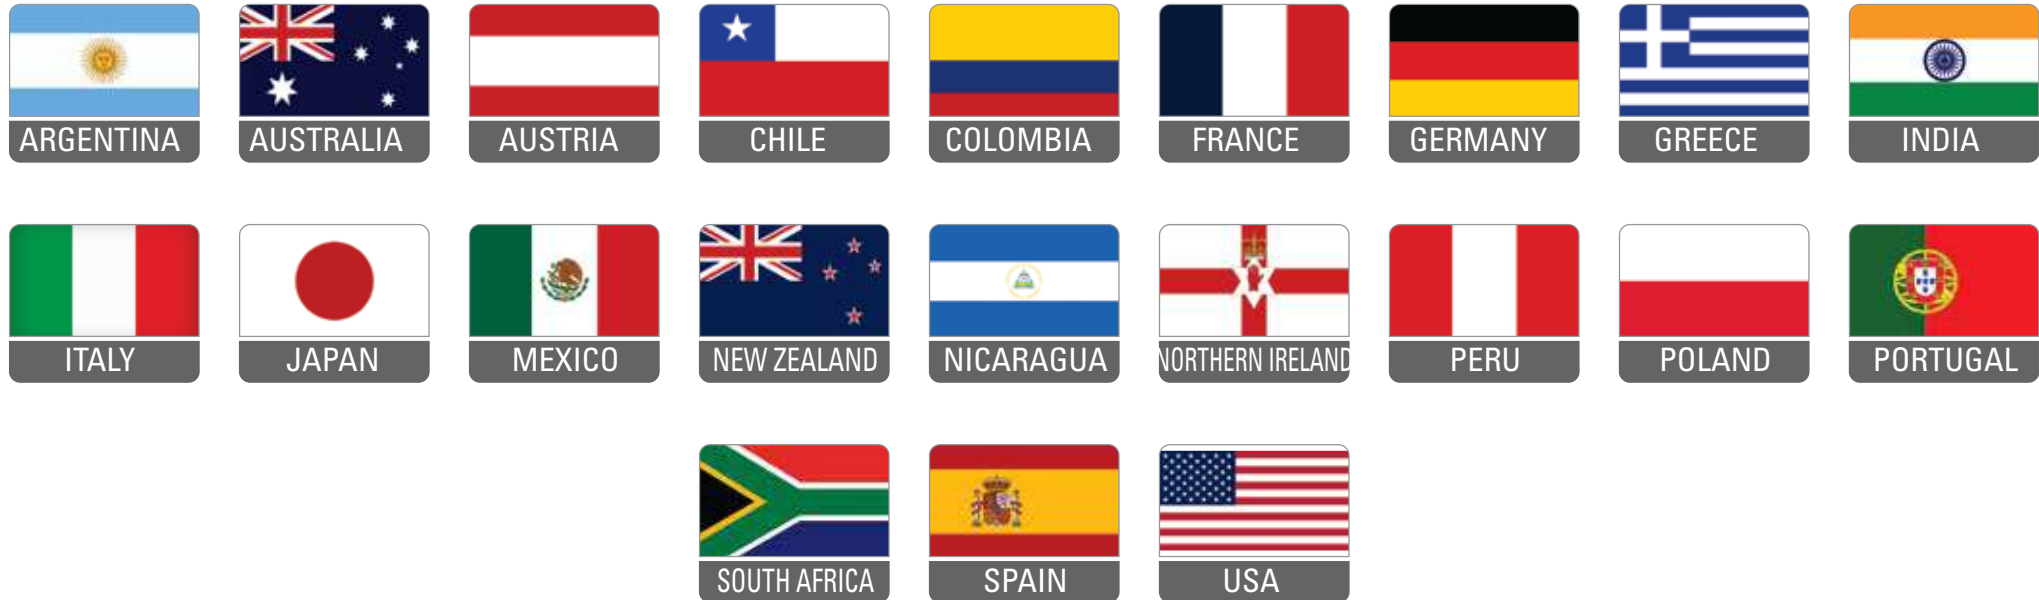 ARGENTINA
AUSTRALIA
AUSTRIA
CHILE
COLOMBIA
FRANCE
GERMANY
GREECE
INDIA
ITALY
JAPAN
MEXICO
NEW ZEALAND
NICARAGUA
NORTHERN IRELAND
PERU
POLAND
PORTUGAL
SOUTH AFRICA
SPAIN
USA